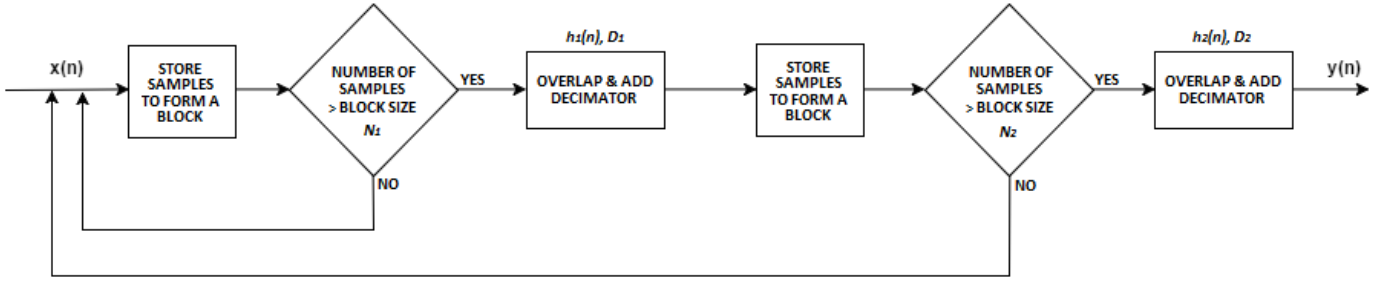 x(n)
STORE
SAMPLES
TO FORM A
BLOCK
NUMBER OF
SAMPLES
> BLOCK SIZE
N1
YES
NO
h1(n), D1
OVERLAP & ADD
DECIMATOR
STORE
SAMPLES
TO FORM A
BLOCK
NUMBER OF
SAMPLES
> BLOCK SIZE
N2
YES
NO
h2(n), D2
OVERLAP & ADD
DECIMATOR
y(n)